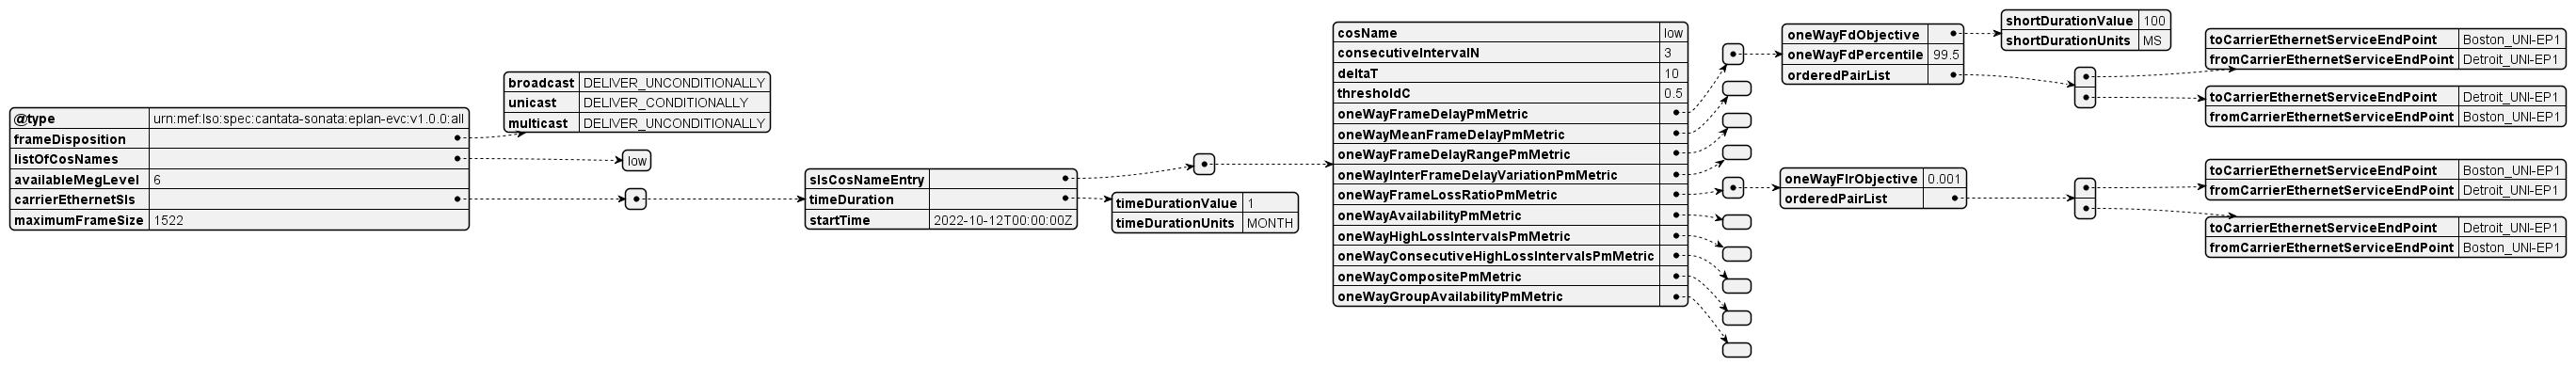 @type urn:mef:lso:spec:cantata-sonata:eplan-evc:v1.0.0:all
frameDisposition
listOfCosNames
availableMegLevel 6
carrierEthernetSls
maximumFrameSize 1522
broadcast DELIVER_UNCONDITIONALLY
unicast DELIVER_CONDITIONALLY
multicast DELIVER_UNCONDITIONALLY
low
slsCosNameEntry
timeDuration
startTime 2022-10-12T00:00:00Z
timeDurationValue 1
timeDurationUnits MONTH
cosName low
consecutiveIntervalN 3
deltaT 10
thresholdC 0.5
oneWayFrameDelayPmMetric
oneWayMeanFrameDelayPmMetric
oneWayFrameDelayRangePmMetric
oneWayInterFrameDelayVariationPmMetric
oneWayFrameLossRatioPmMetric
oneWayAvailabilityPmMetric
oneWayHighLossIntervalsPmMetric
oneWayConsecutiveHighLossIntervalsPmMetric
oneWayCompositePmMetric
oneWayGroupAvailabilityPmMetric
oneWayFdObjective
oneWayFdPercentile 99.5
orderedPairList
shortDurationValue 100
shortDurationUnits MS
toCarrierEthernetServiceEndPoint Boston_UNI-EP1
fromCarrierEthernetServiceEndPoint Detroit_UNI-EP1
toCarrierEthernetServiceEndPoint Detroit_UNI-EP1
fromCarrierEthernetServiceEndPoint Boston_UNI-EP1
oneWayFlrObjective 0.001
orderedPairList
toCarrierEthernetServiceEndPoint Boston_UNI-EP1
fromCarrierEthernetServiceEndPoint Detroit_UNI-EP1
toCarrierEthernetServiceEndPoint Detroit_UNI-EP1
fromCarrierEthernetServiceEndPoint Boston_UNI-EP1